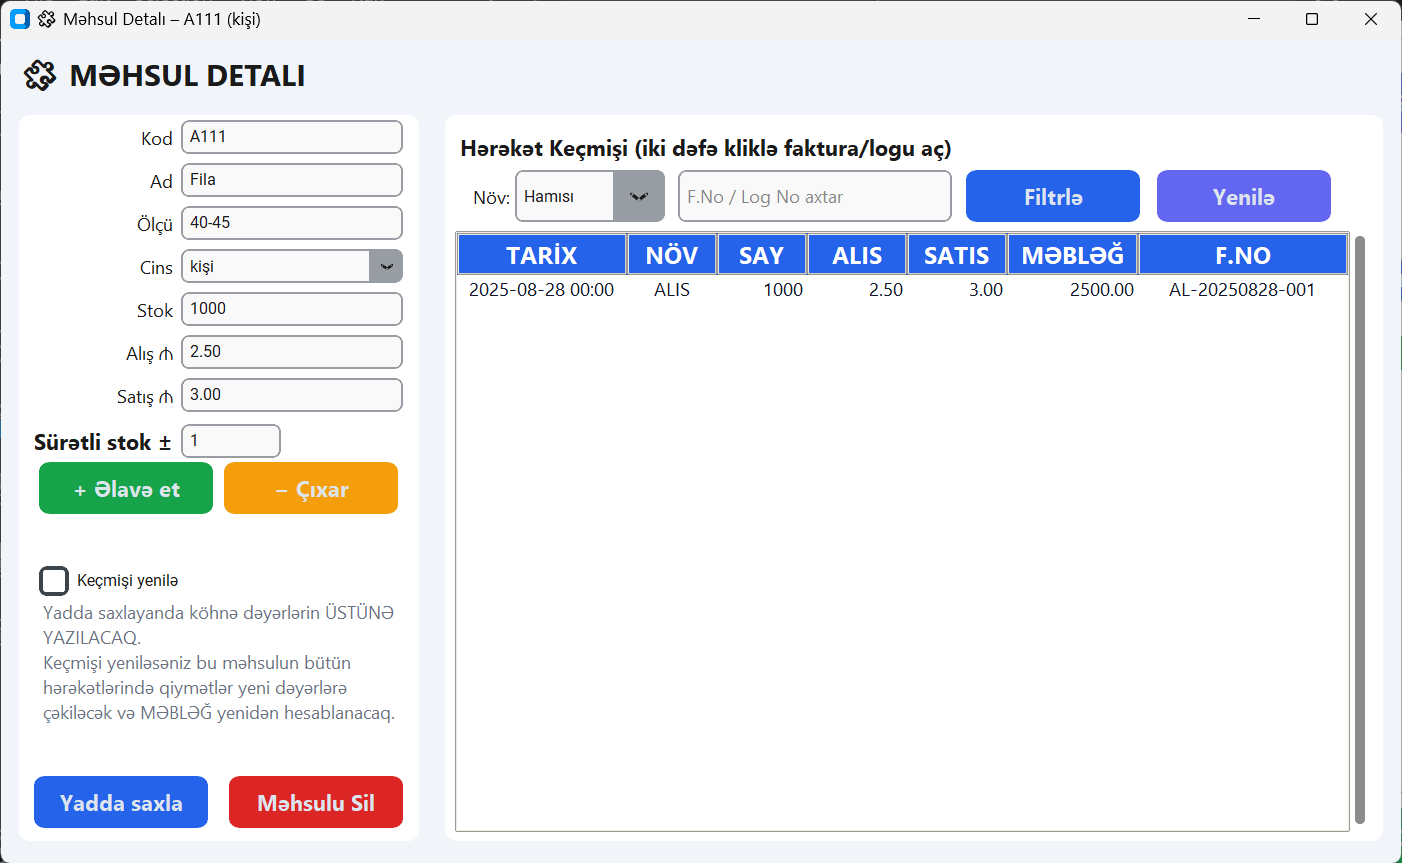 Məhsul Detalı – A111 (kişi)
MƏHSUL DETALI
Kod A111
Ad Fila
Ölçü 40-45
Cins kişi
Stok 1000
Alış ₼ 2.50
Satış ₼ 3.00
Sürətli stok ± 1
+ Əlavə et
– Çıxar
Keçmişi yenilə
Yadda saxlayanda köhnə dəyərlərin ÜSTÜNƏ
YAZILACAQ.
Keçmişi yeniləsəniz bu məhsulun bütün
hərəkətlərində qiymətlər yeni dəyərlərə
çəkiləcək və MƏBLƏĞ yenidən hesablanacaq.
Yadda saxla
Məhsulu Sil
Hərəkət Keçmişi (iki dəfə kliklə faktura/logu aç)
Növ: Hamısı F.No / Log No axtar Filtrlə Yenilə
TARİX NÖV SAY ALIS SATIS MƏBLƏĞ F.NO
2025-08-28 00:00 ALIS 1000 2.50 3.00 2500.00 AL-20250828-001